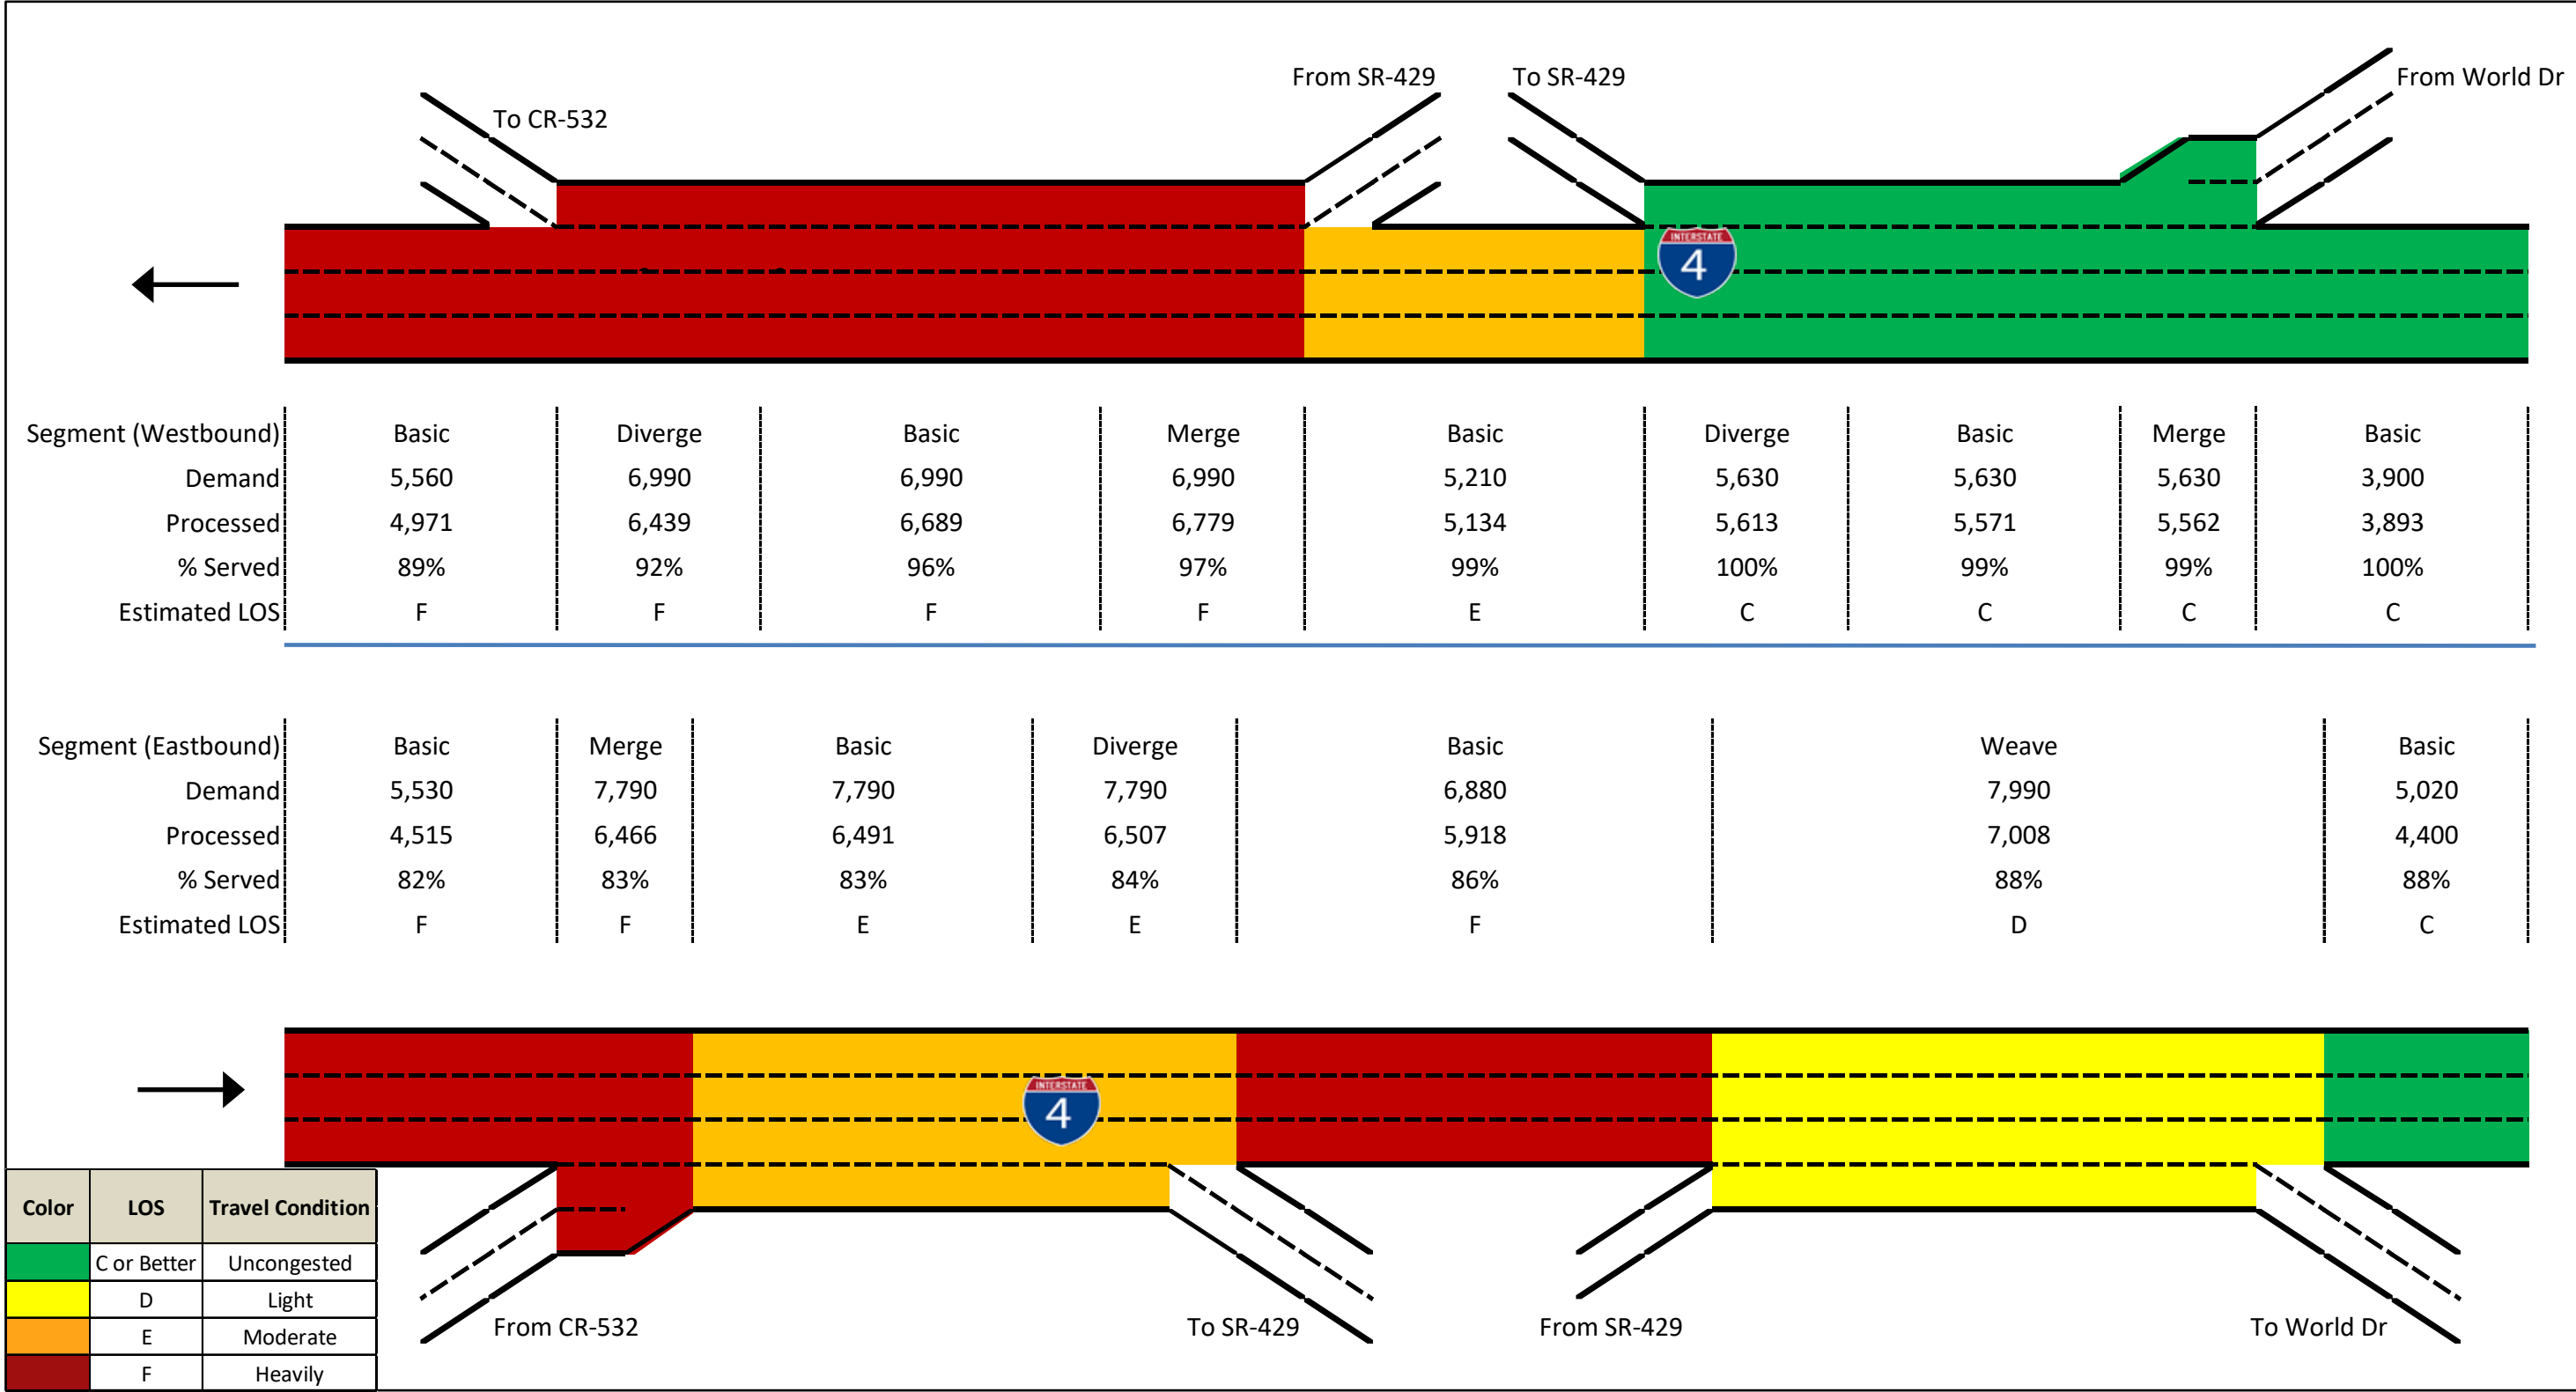 From SR-429 To SR-429 From World Dr
To CR-532
INTERSTATE
4
Segment (Westbound) Basic Diverge Basic Merge Basic Diverge Basic Merge Basic
Demand 5,560 6,990 6,990 6,990 5,210 5,630 5,630 5,630 3,900
Processed 4,971 6,439 6,689 6,779 5,134 5,613 5,571 5,562 3,893
% Served 89% 92% 96% 97% 99% 100% 99% 99% 100%
Estimated LOS F F F F E C C C C
Segment (Eastbound) Basic Merge Basic Diverge Basic Weave Basic
Demand 5,530 7,790 7,790 7,790 6,880 7,990 5,020
Processed 4,515 6,466 6,491 6,507 5,918 7,008 4,400
% Served 82% 83% 83% 84% 86% 88% 88%
Estimated LOS F F E E F D C
INTERSTATE
4
Color LOS Travel Condition
C or Better Uncongested
D Light
E Moderate
F Heavily
From CR-532 To SR-429 From SR-429 To World Dr